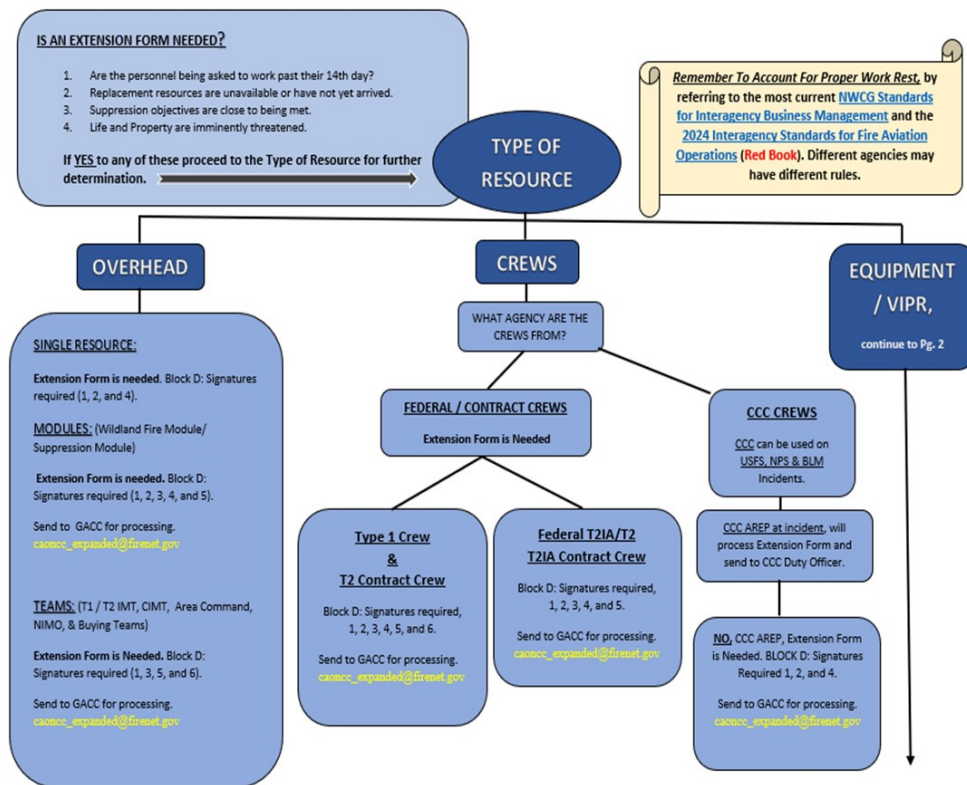 IS AN EXTENSION FORM NEEDED?
1. Are the personnel being asked to work past their 14th day?
2. Replacement resources are unavailable or have not yet arrived.
3. Suppression objectives are close to being met.
4. Life and Property are imminently threatened.
If YES to any of these proceed to the Type of Resource for further
determination.
Remember To Account For Proper Work Rest, by
referring to the most current NWCG Standards
for Interagency Business Management and the
2024 Interagency Standards for Fire Aviation
Operations (Red Book). Different agencies may
have different rules.
TYPE OF
RESOURCE
OVERHEAD
SINGLE RESOURCE:
Extension Form is needed. Block D: Signatures
required (1, 2, and 4).
MODULES: (Wildland Fire Module/
Suppression Module)
Extension Form is needed. Block D:
Signatures required (1, 2, 3, 4, and 5).
Send to GACC for processing.
caoncc_expanded@firenet.gov
TEAMS: (T1 / T2 IMT, CIMT, Area Command,
NIMO, & Buying Teams)
Extension Form is Needed. Block D:
Signatures required (1, 3, 5, and 6).
Send to GACC for processing.
caoncc_expanded@firenet.gov
CREWS
WHAT AGENCY ARE THE
CREWS FROM?
FEDERAL / CONTRACT CREWS
Extension Form is Needed
Type 1 Crew
&
T2 Contract Crew
Block D: Signatures required,
1, 2, 3, 4, 5, and 6.
Send to GACC for processing.
caoncc_expanded@firenet.gov
Federal T2IA/T2
T2IA Contract Crew
Block D: Signatures required,
1, 2, 3, 4, and 5.
Send to GACC for processing.
caoncc_expanded@firenet.gov
CCC CREWS
CCC can be used on
USFS, NPS & BLM
Incidents.
CCC AREP at incident, will
process Extension Form and
send to CCC Duty Officer.
NO, CCC AREP, Extension Form
is Needed. BLOCK D: Signatures
Required 1, 2, and 4.
Send to GACC for processing.
caoncc_expanded@firenet.gov
EQUIPMENT
/ VIPR,
continue to Pg. 2